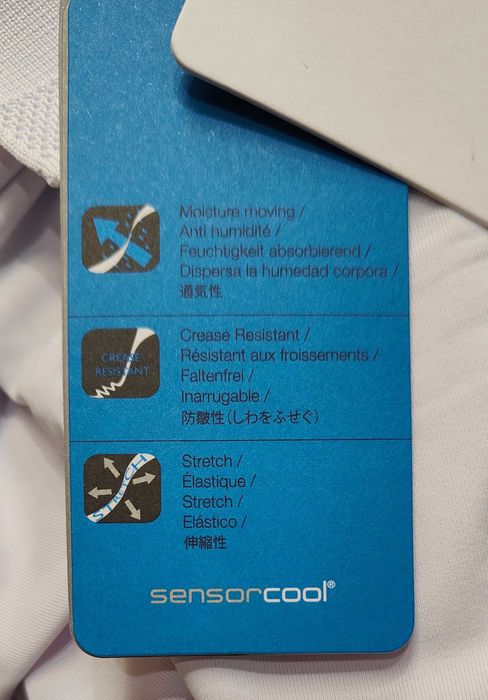 Moisture moving /
Anti humidité /
Feuchtigkeit absorbierend /
Dispersa la humedad corpora /
通気性
CREASE
RESISTANT
Crease Resistant /
Résistant aux froissements /
Faltenfrei /
Inarrugable /
防皺性(しわをふせぐ)
STRETCH
Stretch /
Élastique /
Stretch /
Elástico /
伸縮性
sensorcool®